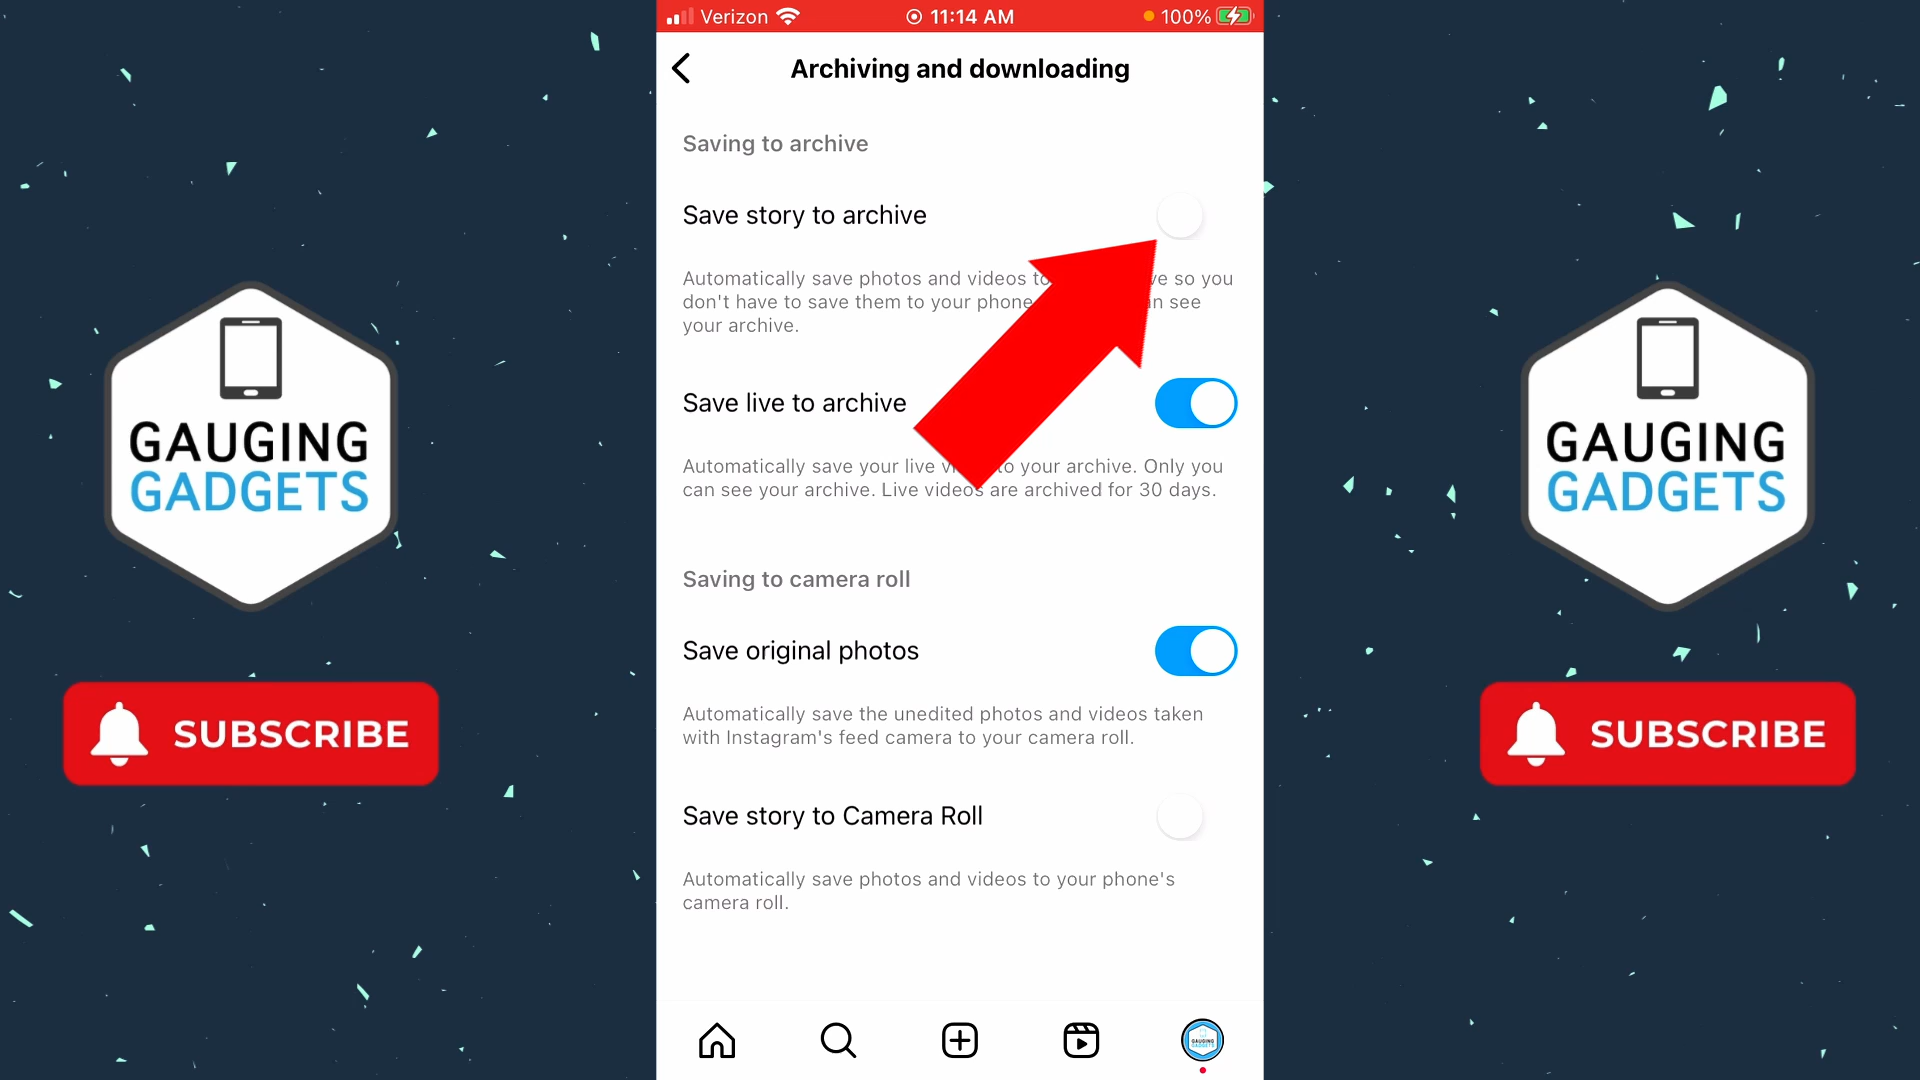 Verizon 11:14 AM 100%
Archiving and downloading
Saving to archive
Save story to archive
Automatically save photos and videos to ve so you
don't have to save them to your phone n see
your archive.
Save live to archive
Automatically save your live to your archive. Only you
can see your archive. Live videos are archived for 30 days.
Saving to camera roll
Save original photos
Automatically save the unedited photos and videos taken
with Instagram's feed camera to your camera roll.
Save story to Camera Roll
Automatically save photos and videos to your phone's
camera roll.
GAUGING
GADGETS
SUBSCRIBE
GAUGING
GADGETS
SUBSCRIBE
GAUGING
GADGETS